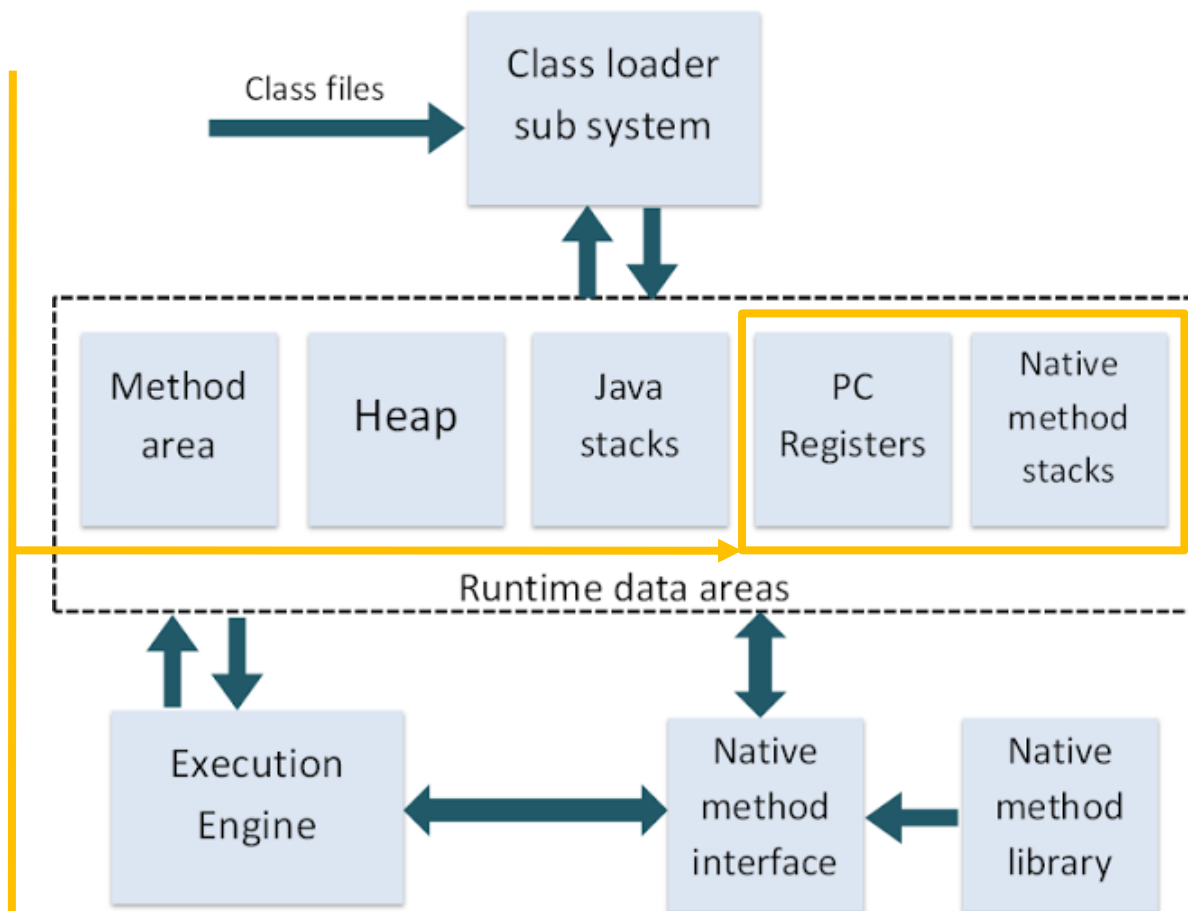 Class loader
sub system
Class files
Method
area
Heap
Java
stacks
PC
Registers
Native
method
stacks
Runtime data areas
Execution
Engine
Native
method
interface
Native
method
library